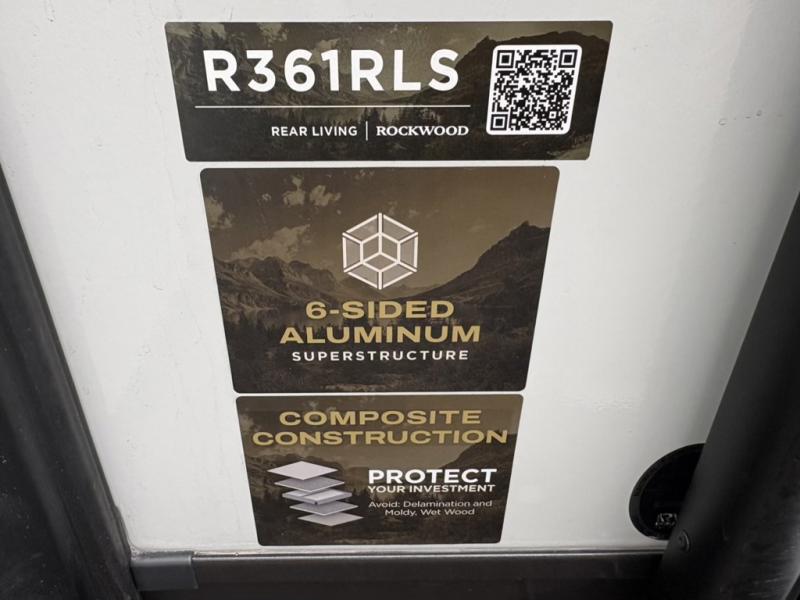 R361RLS
REAR LIVING | ROCKWOOD
6-SIDED
ALUMINUM
SUPERSTRUCTURE
COMPOSITE
CONSTRUCTION
PROTECT
YOUR INVESTMENT
Avoid: Delamination and
Moldy, Wet Wood